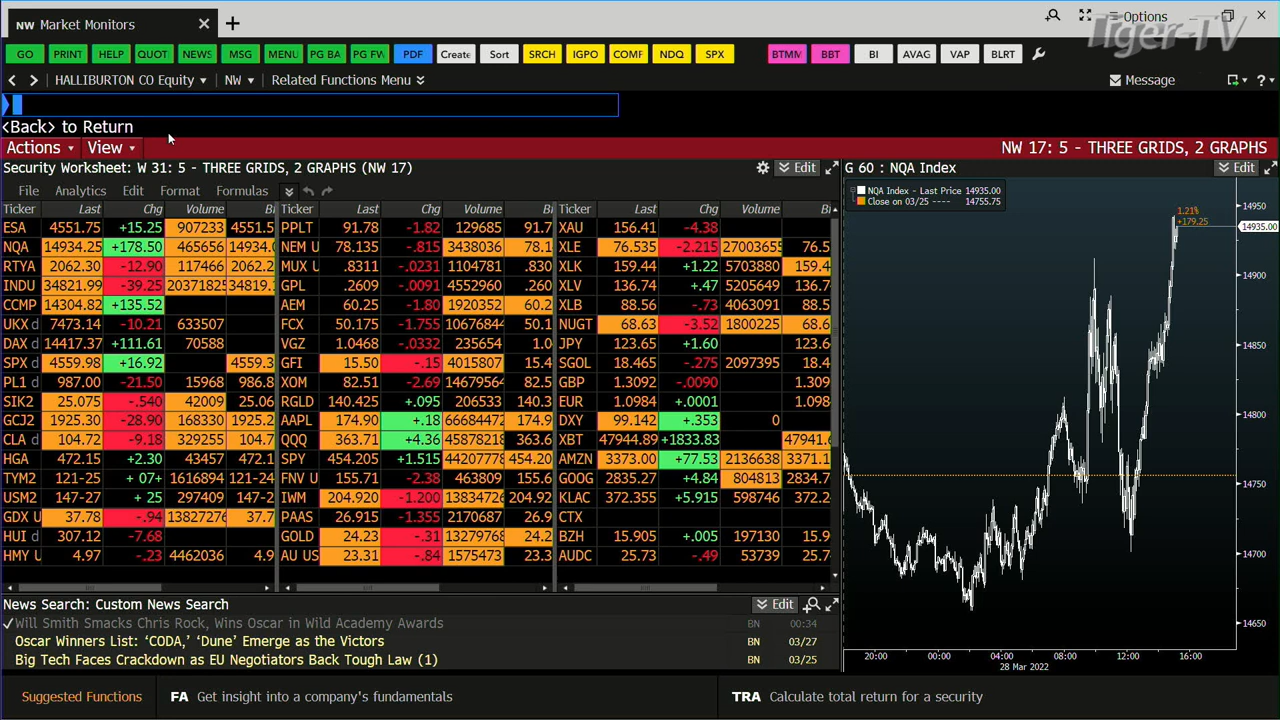 NW Market Monitors
Options
Tiger-TV
GO PRINT HELP QUOT NEWS MSG MENU PG BA PG FW PDF Create Sort SRCH IGPO COMF NDQ SPX BTMM BBT BI AVAG VAP BLRT
HALLIBURTON CO Equity NW Related Functions Menu Message ?
<Back> to Return
Actions View NW 17: 5 - THREE GRIDS, 2 GRAPHS
Security Worksheet: W 31: 5 - THREE GRIDS, 2 GRAPHS (NW 17) Edit
File Analytics Edit Format Formulas
Ticker Last Chg Volume Bi Ticker Last Chg Volume Bi Ticker Last Chg Volume Bi
ESA 4551.75 +15.25 907233 4551.5 PPLT 91.78 -1.82 129685 91.7 XAU 156.41 -4.38
NQA 14934.25 +178.50 465656 14934.0 NEM U 78.135 -.815 3438036 78.1 XLE 76.535 -2.215 27003655 76.5
RTYA 2062.30 -12.90 117466 2062.2 MUX U .8311 -.0231 1104781 .830 XLK 159.44 +1.22 5703880 159.4
INDU 34821.99 -39.25 20371825 34819. GPL .2609 -.0091 4552960 .260 XLV 136.74 +.47 5205649 136.7
CCMP 14304.82 +135.52 AEM 60.25 -1.80 1920352 60.2 XLB 88.56 -.73 4063091 88.5
UKX d 7473.14 -10.21 633507 FCX 50.175 -1.755 10676844 50.1 NUGT 68.63 -3.52 1800225 68.6
DAX d 14417.37 +111.61 70588 VGZ 1.0468 -.0332 235654 1.0 JPY 123.65 +1.60 123.6
SPX d 4559.98 +16.92 4559.3 GFI 15.50 -.15 4015807 15.4 SGOL 18.465 -.275 2097395 18.4
PL1 d 987.00 -21.50 15968 986.8 XOM 82.51 -2.69 14679564 82.5 GBP 1.3092 -.0090 1.309
SIK2 25.075 -.540 42009 25.06 RGLD 140.425 +.095 206533 140.3 EUR 1.0984 +.0001 1.098
GCJ2 1925.30 -28.90 168330 1925.2 AAPL 174.90 +.18 66684472 174.9 DXY 99.142 +.353 0
CLA d 104.72 -9.18 329255 104.7 QQQ 363.71 +4.36 45878218 363.6 XBT 47944.89 +1833.83 47941.6
HGA 472.15 +2.30 43457 472.1 SPY 454.205 +1.515 44207778 454.20 AMZN 3373.00 +77.53 2136638 3371.1
TYM2 121-25 + 07+ 1616894 121-24 FNV U 155.71 -2.38 463809 155.6 GOOG 2835.27 +4.84 804813 2834.7
USM2 147-27 + 25 297409 147-2 IWM 204.920 -1.200 13834726 204.92 KLAC 372.355 +5.915 598746 372.2
GDX U 37.78 -.94 13827276 37.7 PAAS 26.915 -1.355 2170687 26.9 CTX
HUI d 307.12 -7.68 GOLD 24.23 -.31 13279768 24.2 BZH 15.905 +.005 197130 15.9
HMY U 4.97 -.23 4462036 4.9 AU US 23.31 -.84 1575473 23.3 AUDC 25.73 -.49 53739 25.7
G 60 : NQA Index Edit
NQA Index - Last Price 14935.00
Close on 03/25 ---- 14755.75
1.21%
+179.25
14950
14935.00
14900
14850
14800
14750
14700
14650
20:00 00:00 04:00 08:00 12:00 16:00
28 Mar 2022
News Search: Custom News Search Edit
Will Smith Smacks Chris Rock, Wins Oscar in Wild Academy Awards BN 00:34
Oscar Winners List: ‘CODA,’ ‘Dune’ Emerge as the Victors BN 03/27
Big Tech Faces Crackdown as EU Negotiators Back Tough Law (1) BN 03/25
Suggested Functions FA Get insight into a company's fundamentals TRA Calculate total return for a security